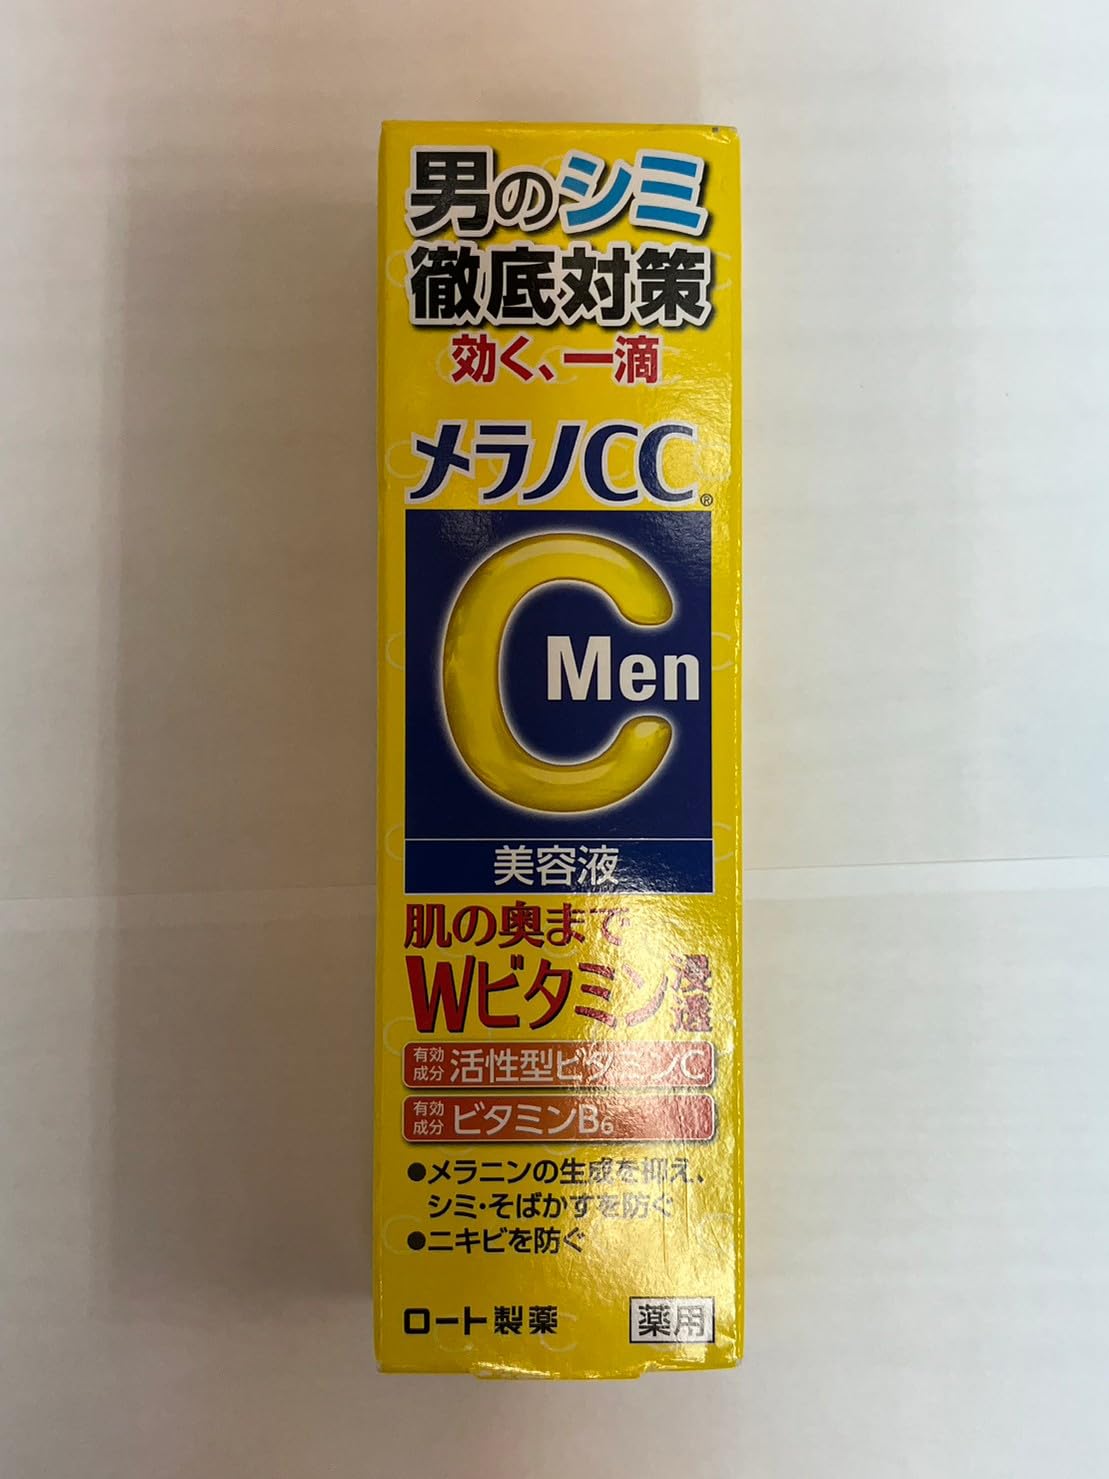 男のシミ
徹底対策
効く、一滴
メラノCC®
C Men
美容液
肌の奥まで
Wビタミン浸透
有効成分 活性型ビタミンC
有効成分 ビタミンB₆
●メラニンの生成を抑え、
シミ・そばかすを防ぐ
●ニキビを防ぐ
ロート製薬 薬用